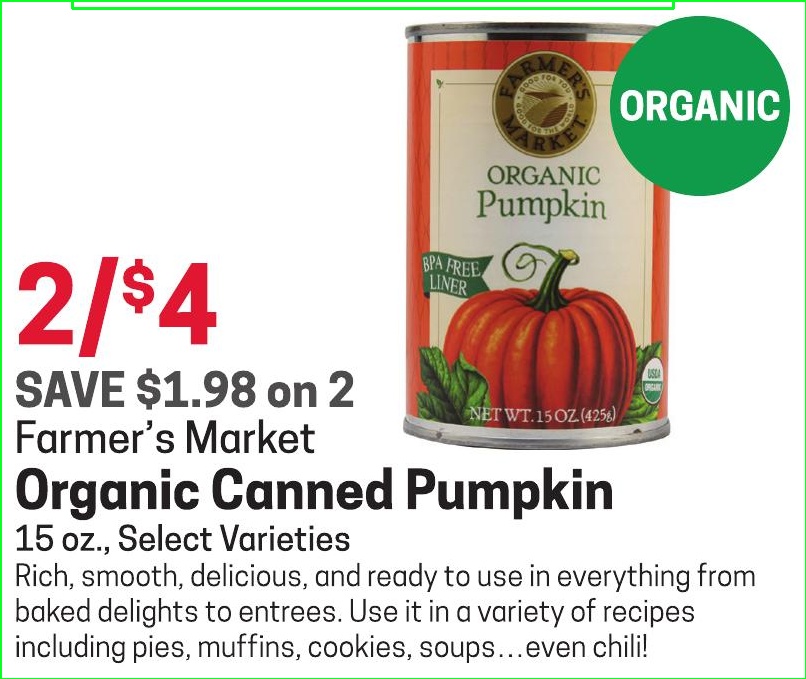 ORGANIC
FARMER'S
GOOD FOR YOU
GOOD FOR THE WORLD
MARKET
ORGANIC
Pumpkin
BPA FREE
LINER
USDA
ORGANIC
NET WT. 15 OZ. (425g)
2/$4
SAVE $1.98 on 2
Farmer's Market
Organic Canned Pumpkin
15 oz., Select Varieties
Rich, smooth, delicious, and ready to use in everything from
baked delights to entrees. Use it in a variety of recipes
including pies, muffins, cookies, soups...even chili!